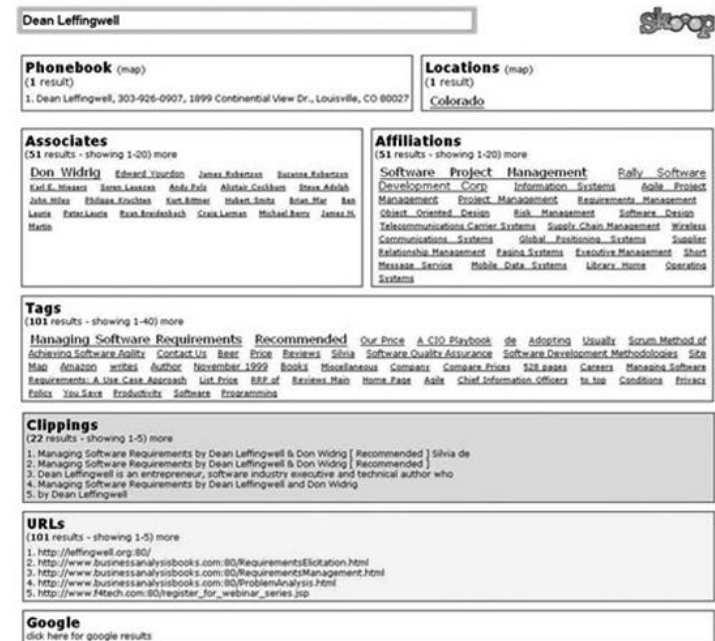 Dean Leffingwell
skoop
Phonebook (map)
(1 result)
1. Dean Leffingwell, 303-926-0907, 1899 Continential View Dr., Louisville, CO 80027
Locations (map)
(1 result)
Colorado
Associates
(51 results - showing 1-20) more
Don Widrig Edward Yourdon James Robertson Suzanne Robertson
Karl E. Wiegers Soren Lauesen Andy Pols Alistair Cockburn Steve Adolph
John Miles Philippe Kruchten Kurt Bittner Hubert Smits Brian Mar Ben
Laurie Peter Laurie Ryan Breidenbach Craig Larman Michael Berry James H.
Martin
Affiliations
(51 results - showing 1-20) more
Software Project Management Rally Software
Development Corp Information Systems Agile Project
Management Project Management Requirements Management
Object Oriented Design Risk Management Software Design
Telecommunications Carrier Systems Supply Chain Management Wireless
Communications Systems Global Positioning Systems Supplier
Relationship Management Paging Systems Executive Management Short
Message Service Mobile Data Systems Library Home Operating
Systems
Tags
(101 results - showing 1-40) more
Managing Software Requirements Recommended Our Price A CIO Playbook de Adopting Usually Scrum Method of
Achieving Software Agility Contact Us Beer Price Reviews Silvia Software Quality Assurance Software Development Methodologies Site
Map Amazon writes Author November 1999 Books Miscellaneous Company Compare Prices 528 pages Careers Managing Software
Requirements: A Use Case Approach List Price RRP of Reviews Main Home Page Agile Chief Information Officers to top Conditions Privacy
Policy You Save Productivity Software Programming
Clippings
(22 results - showing 1-5) more
1. Managing Software Requirements by Dean Leffingwell & Don Widrig [ Recommended ] Silvia de
2. Managing Software Requirements by Dean Leffingwell & Don Widrig [ Recommended ]
3. Dean Leffingwell is an entrepreneur, software industry executive and technical author who
4. Managing Software Requirements by Dean Leffingwell and Don Widrig
5. by Dean Leffingwell
URLs
(101 results - showing 1-5) more
1. http://leffingwell.org:80/
2. http://www.businessanalysisbooks.com:80/RequirementsElicitation.html
3. http://www.businessanalysisbooks.com:80/RequirementsManagement.html
4. http://www.businessanalysisbooks.com:80/ProblemAnalysis.html
5. http://www.f4tech.com:80/register_for_webinar_series.jsp
Google
click here for google results